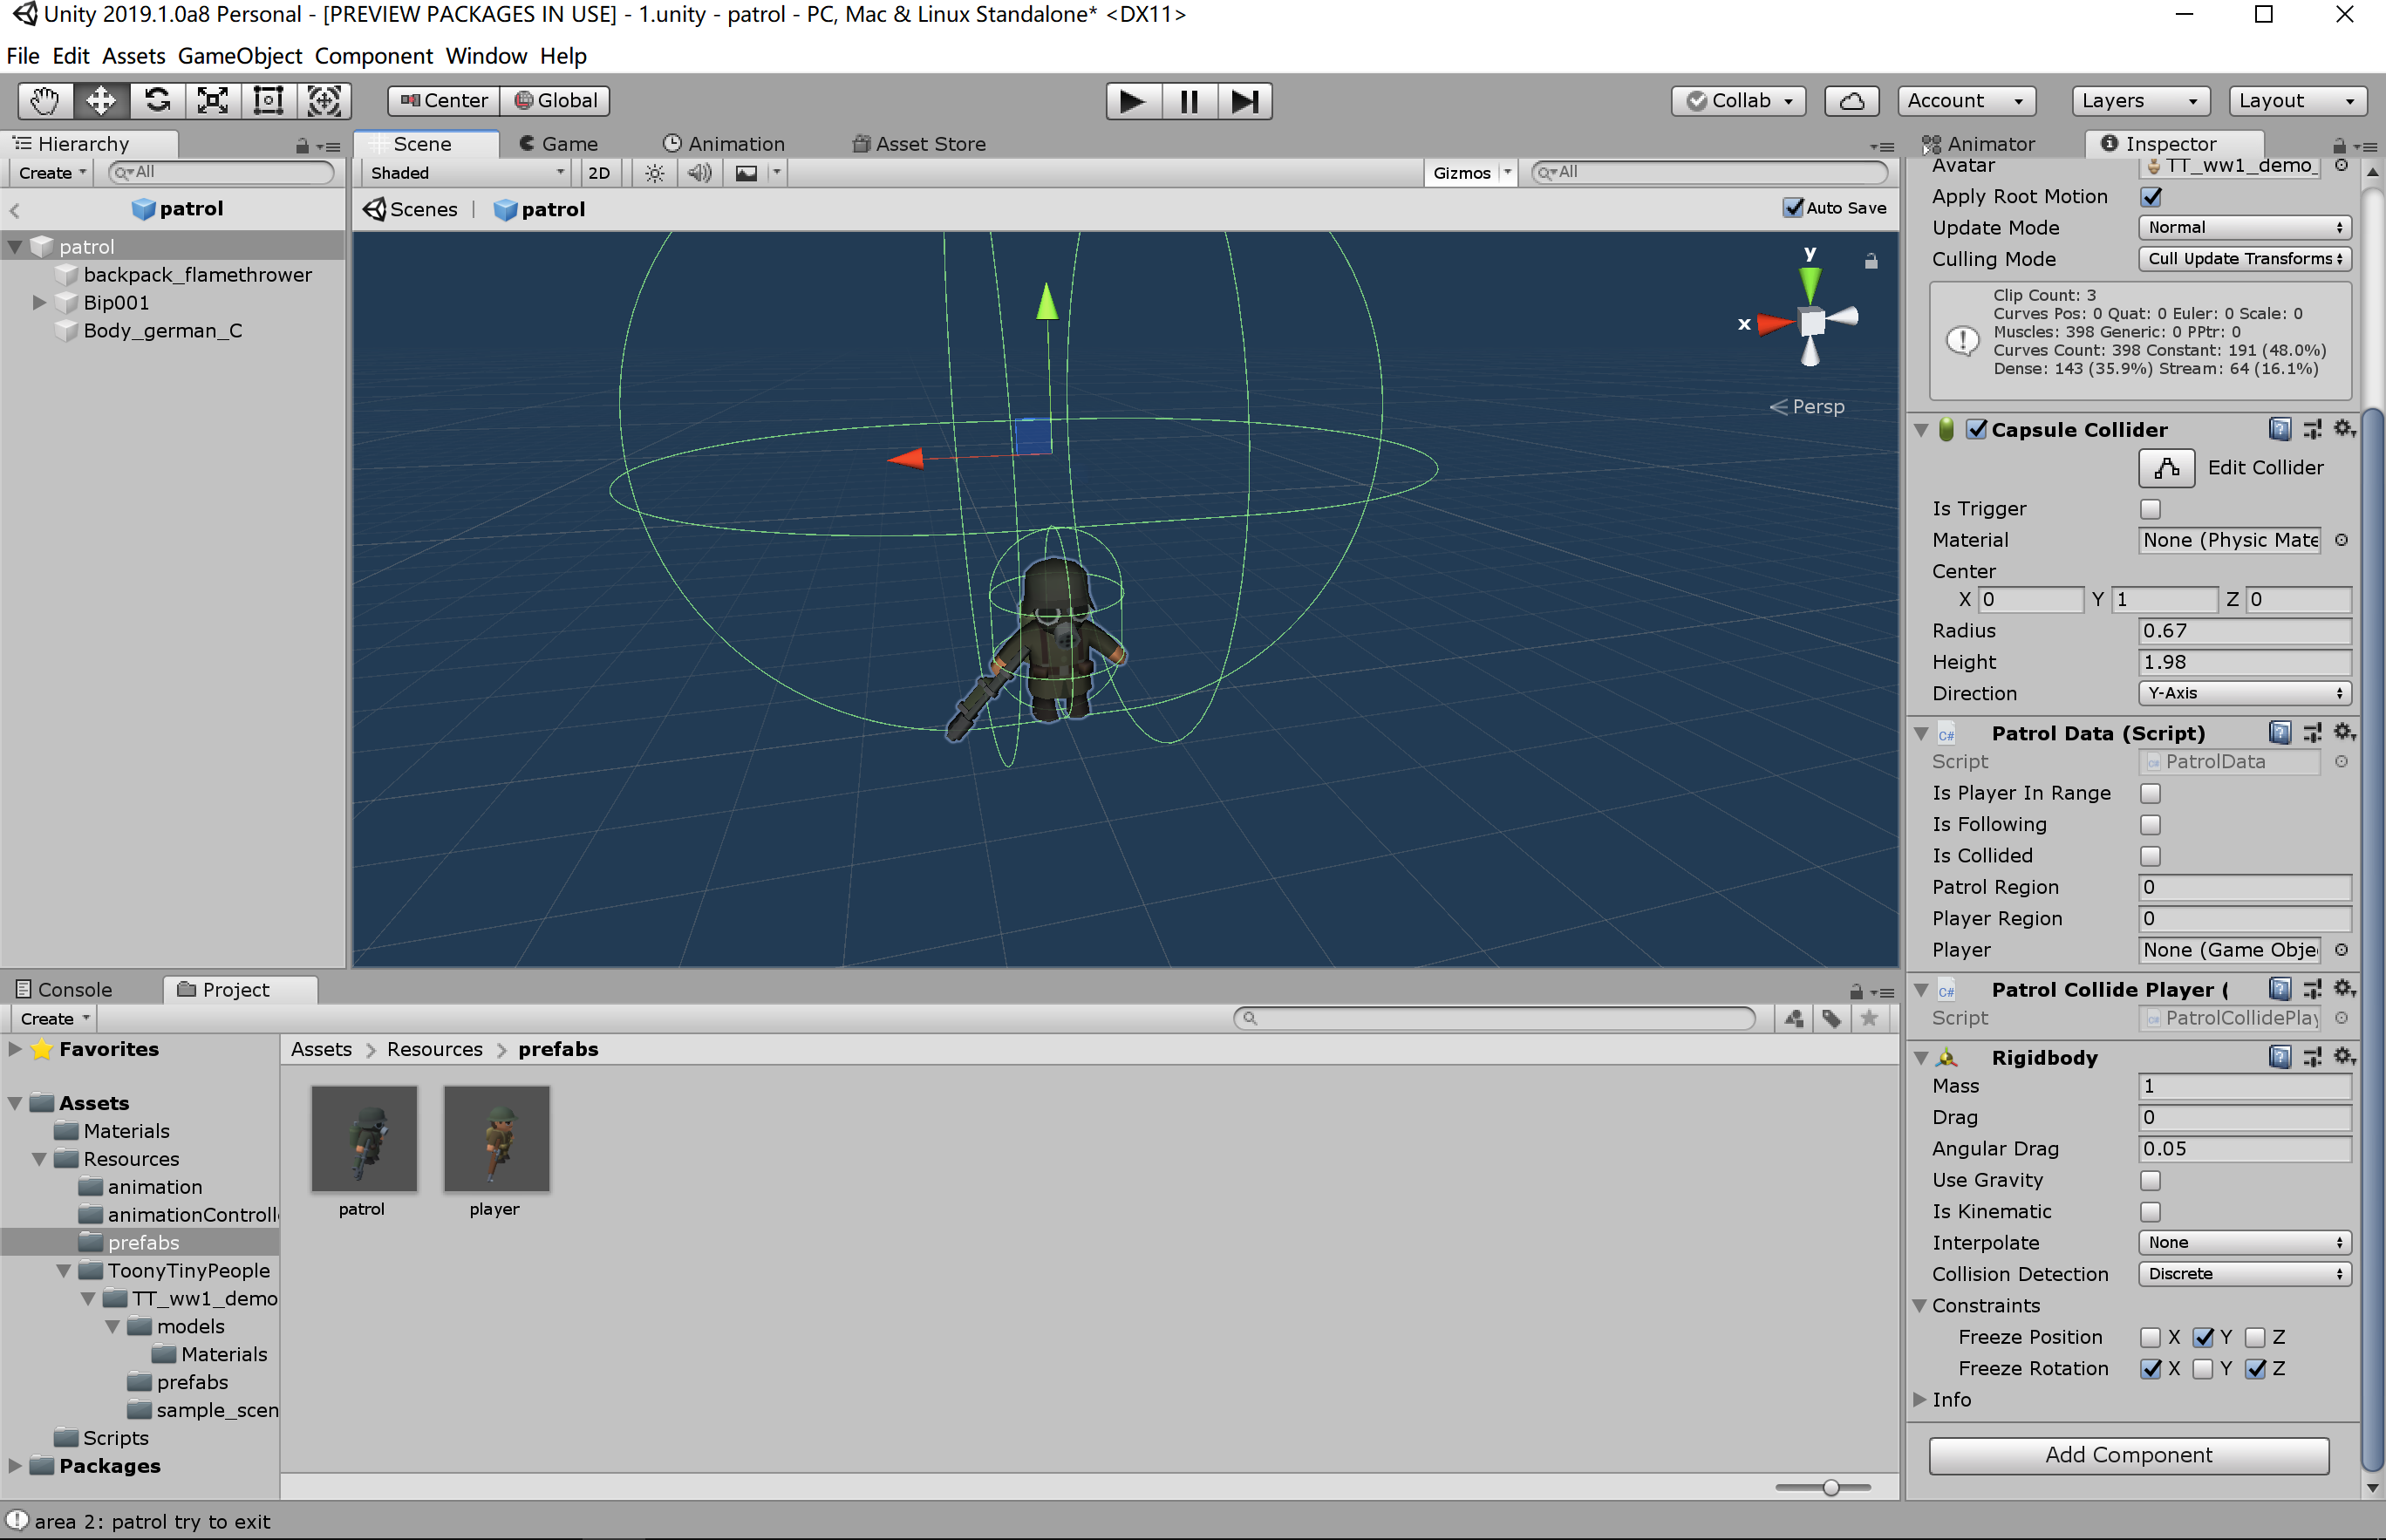 Unity 2019.1.0a8 Personal - [PREVIEW PACKAGES IN USE] - 1.unity - patrol - PC, Mac & Linux Standalone* <DX11>
File Edit Assets GameObject Component Window Help
Center Global
Collab Account Layers Layout
Hierarchy
Create All
patrol
patrol
backpack_flamethrower
Bip001
Body_german_C
Scene Game Animation Asset Store
Shaded 2D Gizmos All
Scenes | patrol Auto Save
y
x
Persp
Animator Inspector
Avatar TT_ww1_demo_
Apply Root Motion
Update Mode Normal
Culling Mode Cull Update Transforms
Clip Count: 3
Curves Pos: 0 Quat: 0 Euler: 0 Scale: 0
Muscles: 398 Generic: 0 PPtr: 0
Curves Count: 398 Constant: 191 (48.0%)
Dense: 143 (35.9%) Stream: 64 (16.1%)
Capsule Collider
Edit Collider
Is Trigger
Material None (Physic Mate
Center
X 0 Y 1 Z 0
Radius 0.67
Height 1.98
Direction Y-Axis
C# Patrol Data (Script)
Script PatrolData
Is Player In Range
Is Following
Is Collided
Patrol Region 0
Player Region 0
Player None (Game Obje
C# Patrol Collide Player (
Script PatrolCollidePlay
Rigidbody
Mass 1
Drag 0
Angular Drag 0.05
Use Gravity
Is Kinematic
Interpolate None
Collision Detection Discrete
Constraints
Freeze Position X Y Z
Freeze Rotation X Y Z
Info
Add Component
Console Project
Create
Favorites
Assets
Materials
Resources
animation
animationControll
prefabs
ToonyTinyPeople
TT_ww1_demo
models
Materials
prefabs
sample_scen
Scripts
Packages
Assets > Resources > prefabs
patrol player
area 2: patrol try to exit